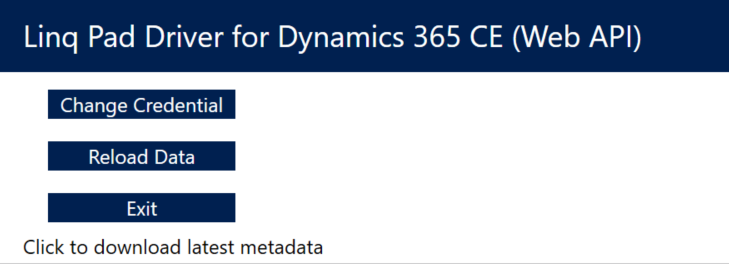 Linq Pad Driver for Dynamics 365 CE (Web API)
Change Credential
Reload Data
Exit
Click to download latest metadata